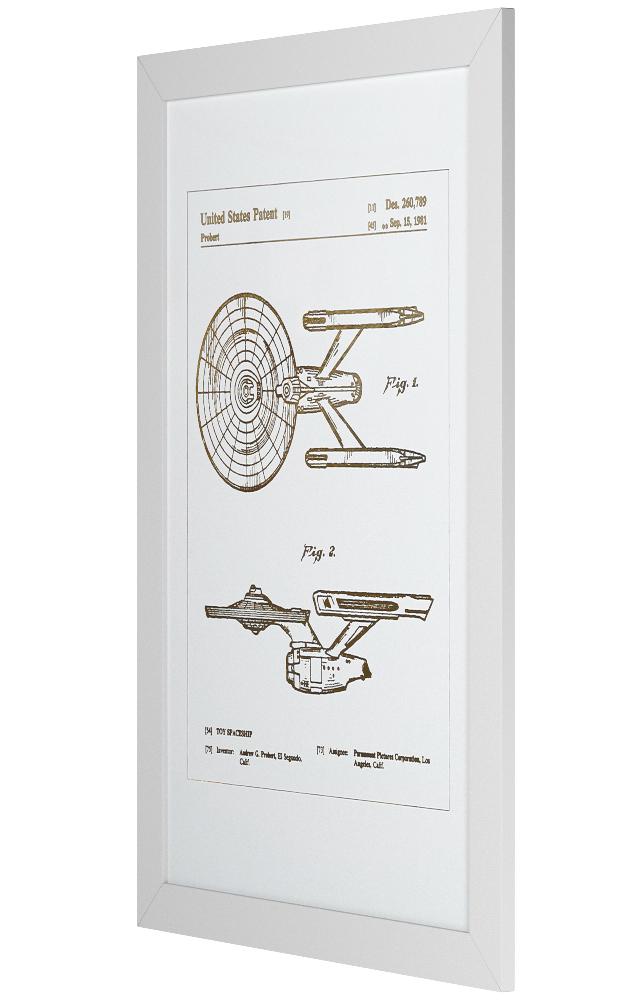 United States Patent [19] [11] Des. 260,789
Probert [45] ** Sep. 15, 1981
Fig. 1.
Fig. 2.
[54] TOY SPACESHIP
[75] Inventor: Andrew G. Probert, El Segundo, Calif.
[73] Assignee: Paramount Pictures Corporation, Los Angeles, Calif.